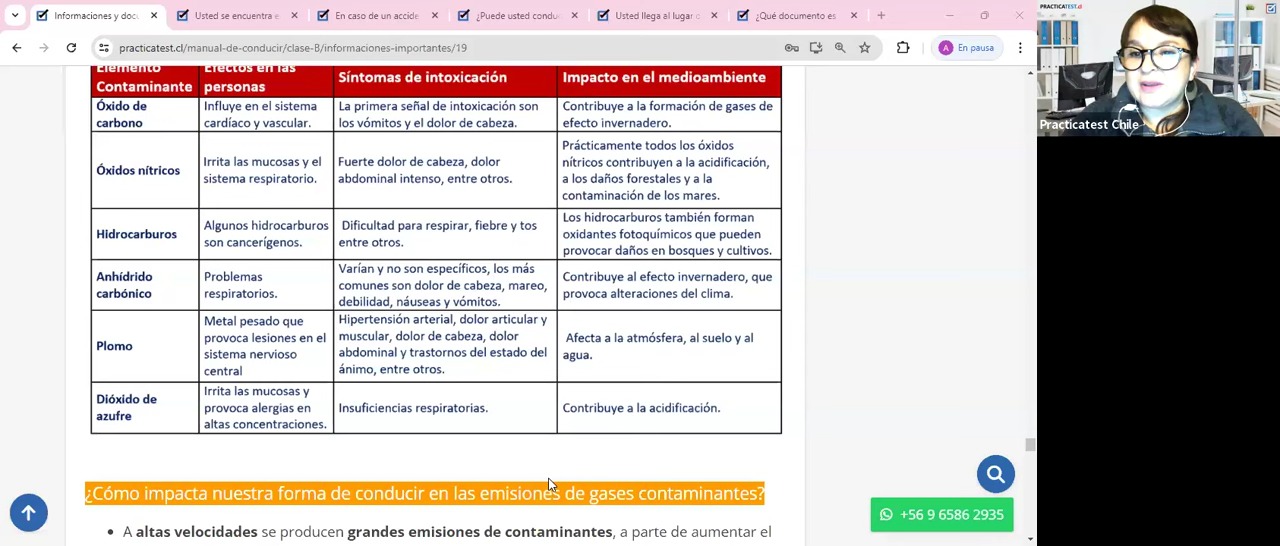 Informaciones y docu
Usted se encuentra e
En caso de un accide
¿Puede usted condu
Usted llega al lugar o
¿Qué documento es
practicatest.cl/manual-de-conducir/clase-B/informaciones-importantes/19
A
En pausa
PRACTICATEST.cl
Practicatest Chile
Elemento Contaminante
Efectos en las personas
Síntomas de intoxicación
Impacto en el medioambiente
Óxido de carbono
Influye en el sistema
cardíaco y vascular.
La primera señal de intoxicación son
los vómitos y el dolor de cabeza.
Contribuye a la formación de gases de
efecto invernadero.
Óxidos nítricos
Irrita las mucosas y el
sistema respiratorio.
Fuerte dolor de cabeza, dolor
abdominal intenso, entre otros.
Prácticamente todos los óxidos
nítricos contribuyen a la acidificación,
a los daños forestales y a la
contaminación de los mares.
Hidrocarburos
Algunos hidrocarburos
son cancerígenos.
Dificultad para respirar, fiebre y tos
entre otros.
Los hidrocarburos también forman
oxidantes fotoquímicos que pueden
provocar daños en bosques y cultivos.
Anhídrido
carbónico
Problemas
respiratorios.
Varían y no son específicos, los más
comunes son dolor de cabeza, mareo,
debilidad, náuseas y vómitos.
Contribuye al efecto invernadero, que
provoca alteraciones del clima.
Plomo
Metal pesado que
provoca lesiones en el
sistema nervioso
central
Hipertensión arterial, dolor articular y
muscular, dolor de cabeza, dolor
abdominal y trastornos del estado del
ánimo, entre otros.
Afecta a la atmósfera, al suelo y al
agua.
Dióxido de
azufre
Irrita las mucosas y
provoca alergias en
altas concentraciones.
Insuficiencias respiratorias.
Contribuye a la acidificación.
¿Cómo impacta nuestra forma de conducir en las emisiones de gases contaminantes?
• A altas velocidades se producen grandes emisiones de contaminantes, a parte de aumentar el
+56 9 6586 2935